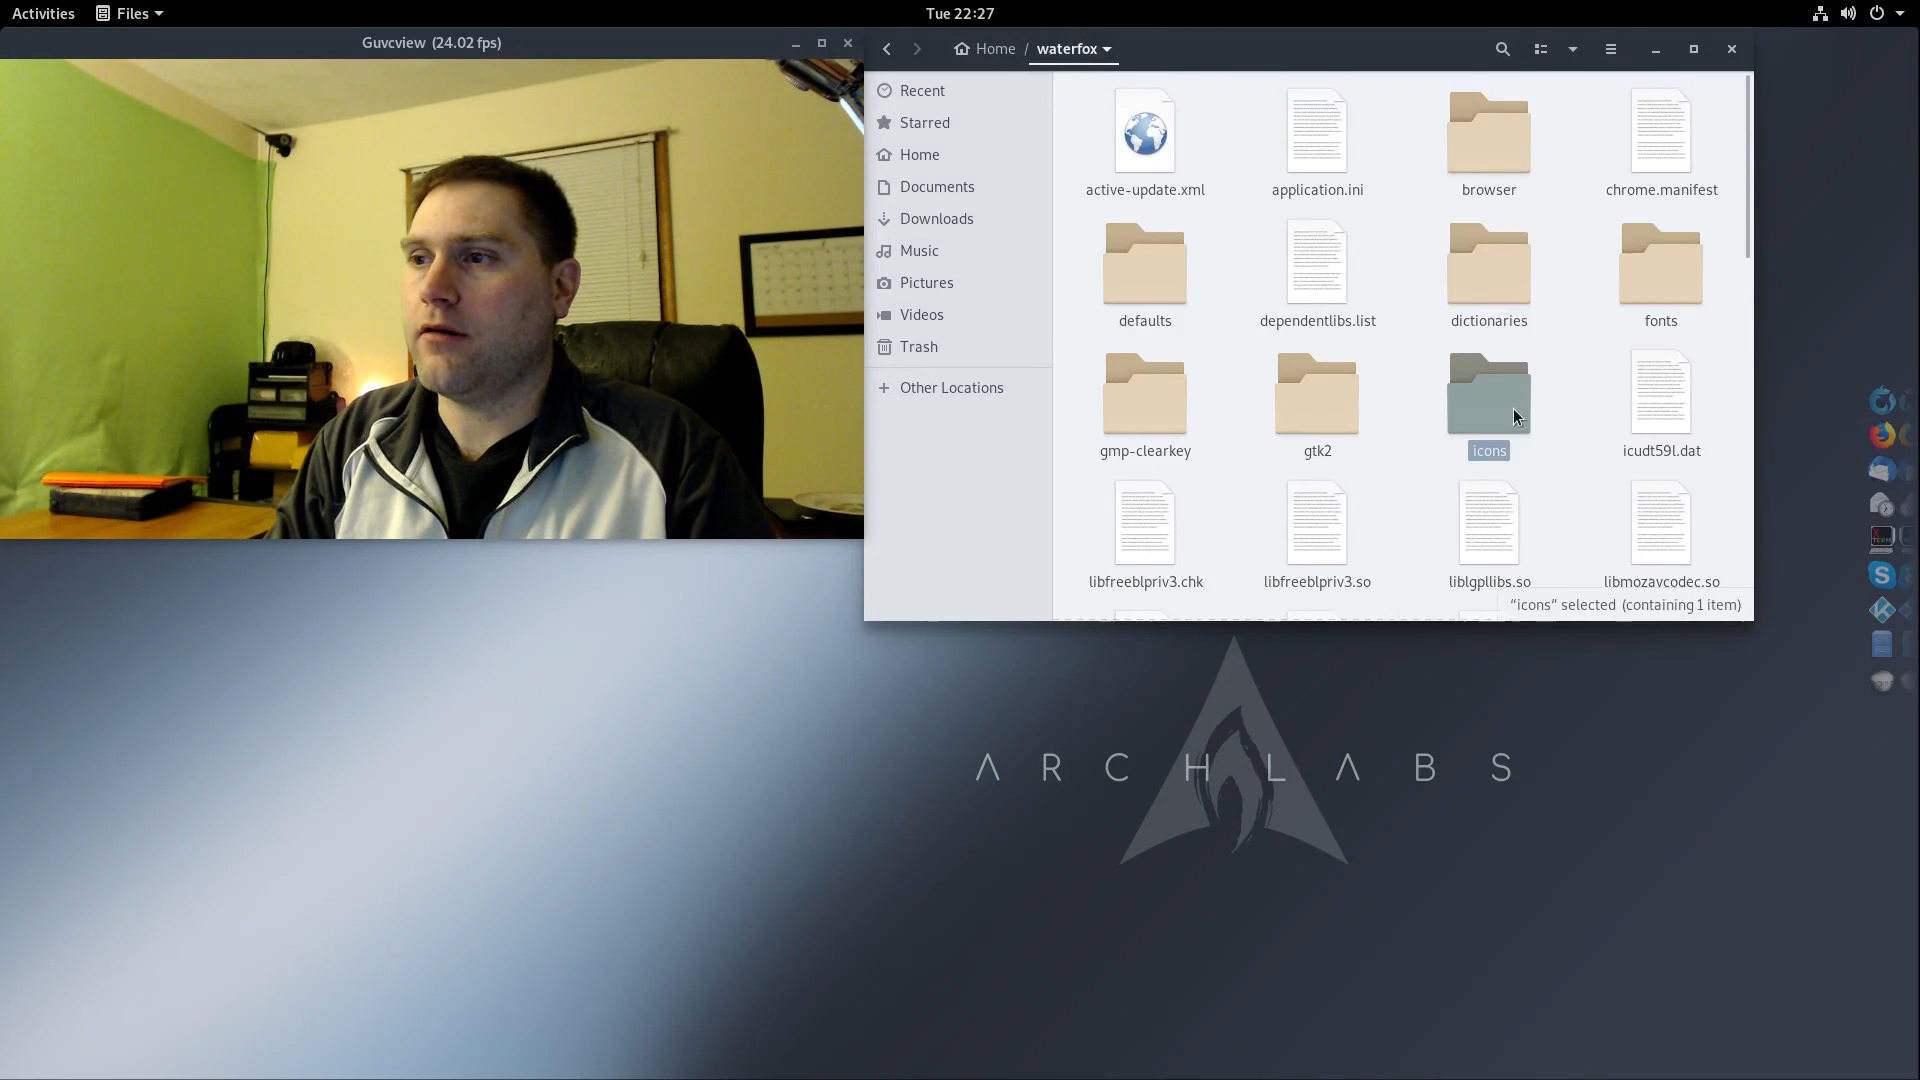 Activities
Files
Tue 22:27
Guvcview (24.02 fps)
Home / waterfox
Recent
Starred
Home
Documents
Downloads
Music
Pictures
Videos
Trash
Other Locations
active-update.xml
application.ini
browser
chrome.manifest
defaults
dependentlibs.list
dictionaries
fonts
gmp-clearkey
gtk2
icons
icudt59l.dat
libfreeblpriv3.chk
libfreeblpriv3.so
liblgpllibs.so
libmozavcodec.so
“icons” selected (containing 1 item)
ARCHLABS